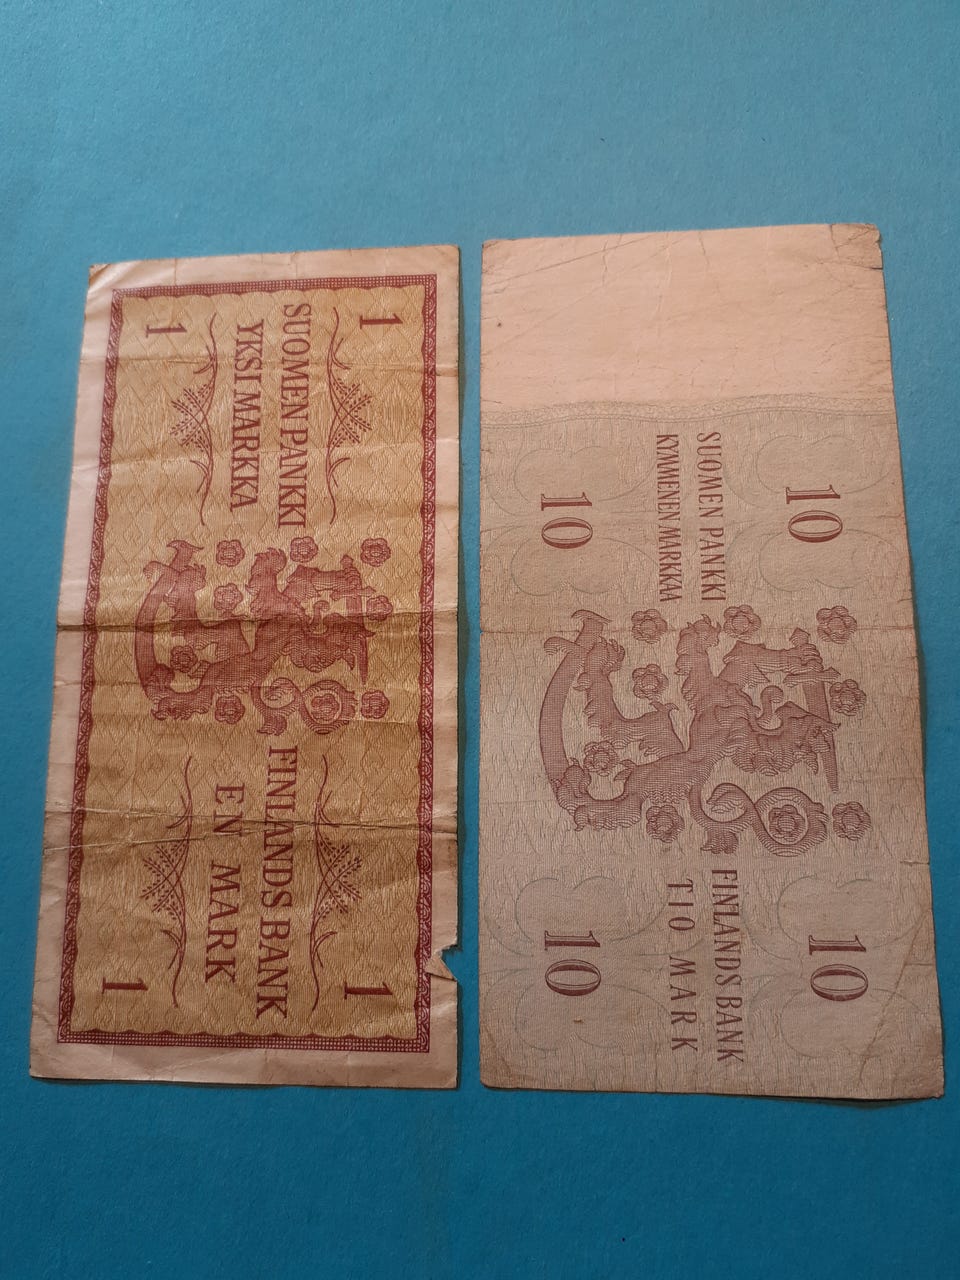 1
1
SUOMEN PANKKI
YKSI MARKKA
FINLANDS BANK
EN MARK
1
1
10
10
SUOMEN PANKKI
KYMMENEN MARKKAA
FINLANDS BANK
TIO MARK
10
10